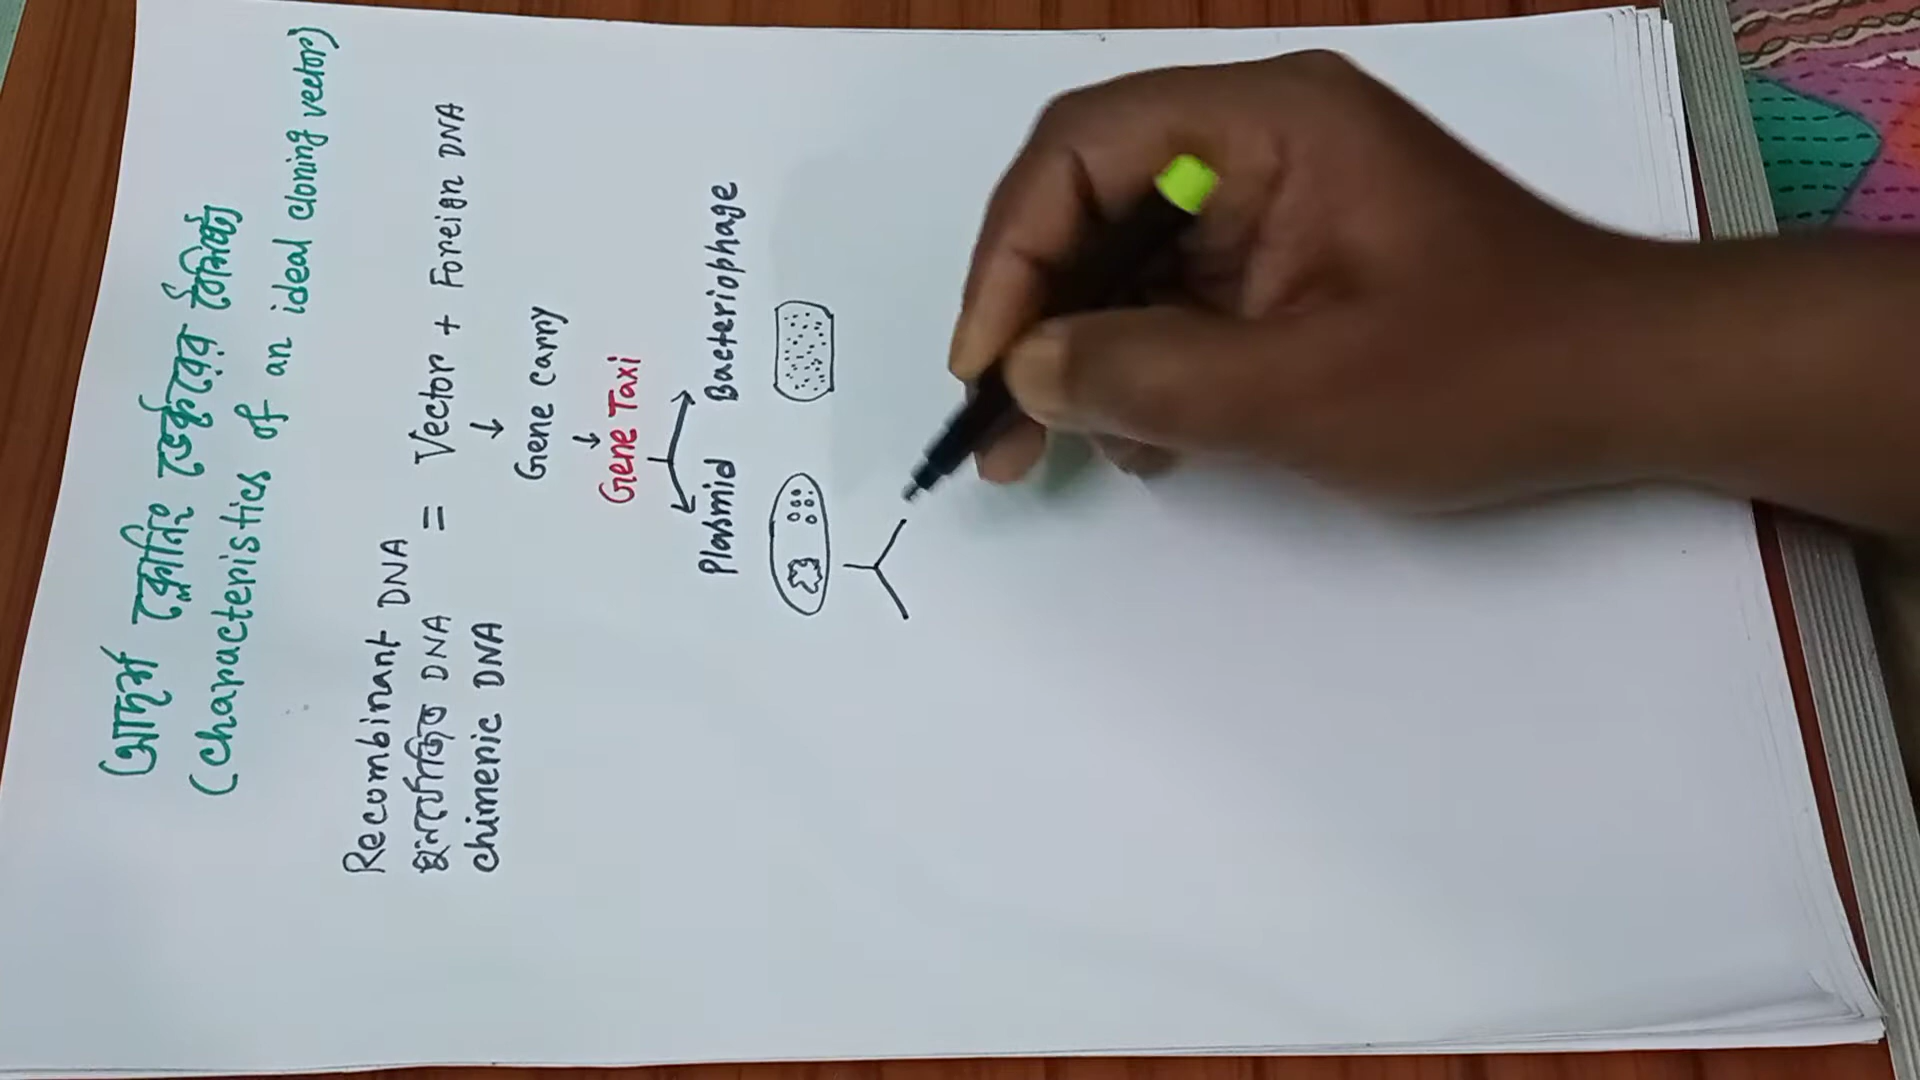 আদর্শ ক্লোনিং ভেক্টরের বৈশিষ্ট্য
(characteristics of an ideal cloning vector)
Recombinant DNA
পুনর্যোজিত DNA = Vector + Foreign DNA
chimeric DNA
↓
Gene carry
↓
Gene Taxi
Plasmid Bacteriophage